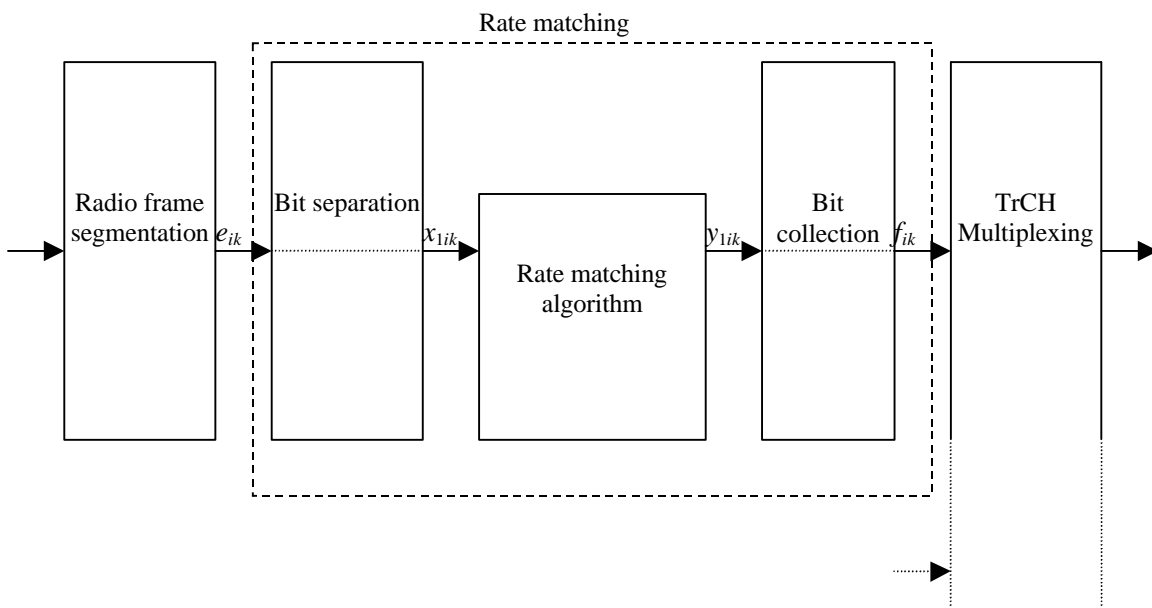 Rate matching
Radio frame
segmentation
e_ik
Bit separation
x_1ik
Rate matching
algorithm
y_1ik
Bit
collection
f_ik
TrCH
Multiplexing